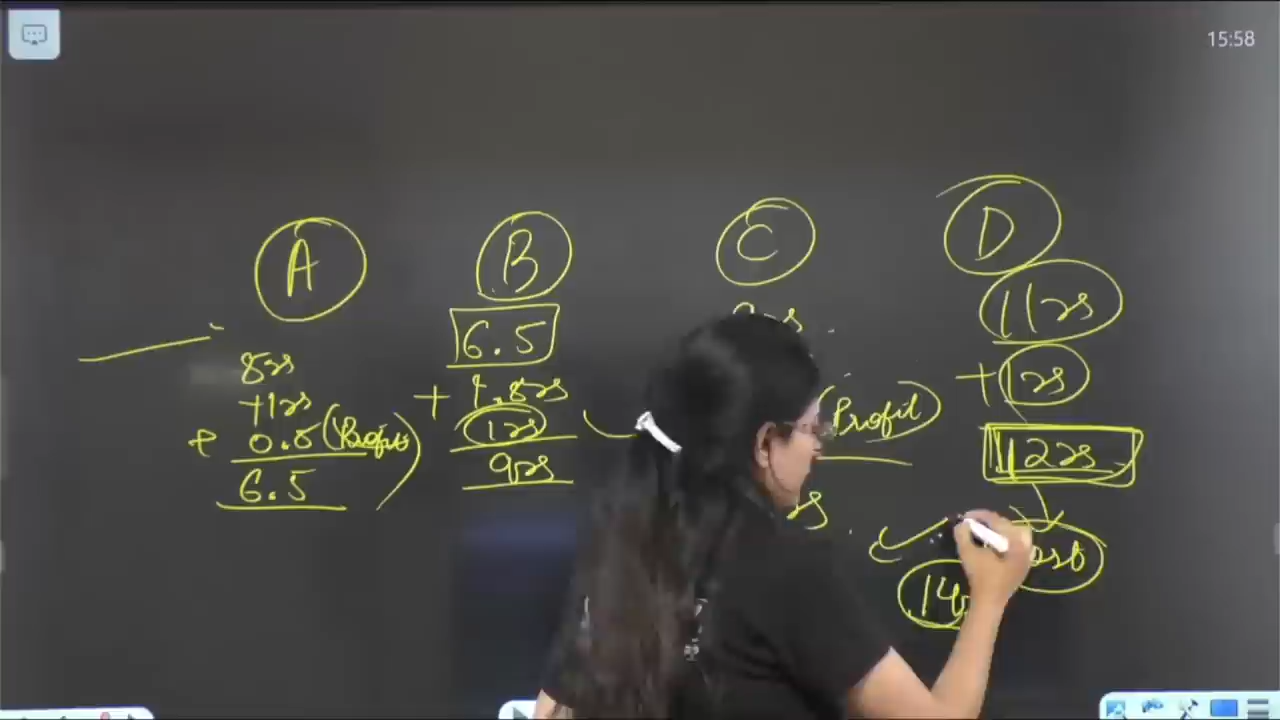 15:58
A
8rs
+1rs
+ 0.5 (Profit)
6.5
B
6.5
+ 1.5rs
1rs
9rs
C
(Profit)
D
11rs
+ 1rs
12rs
14